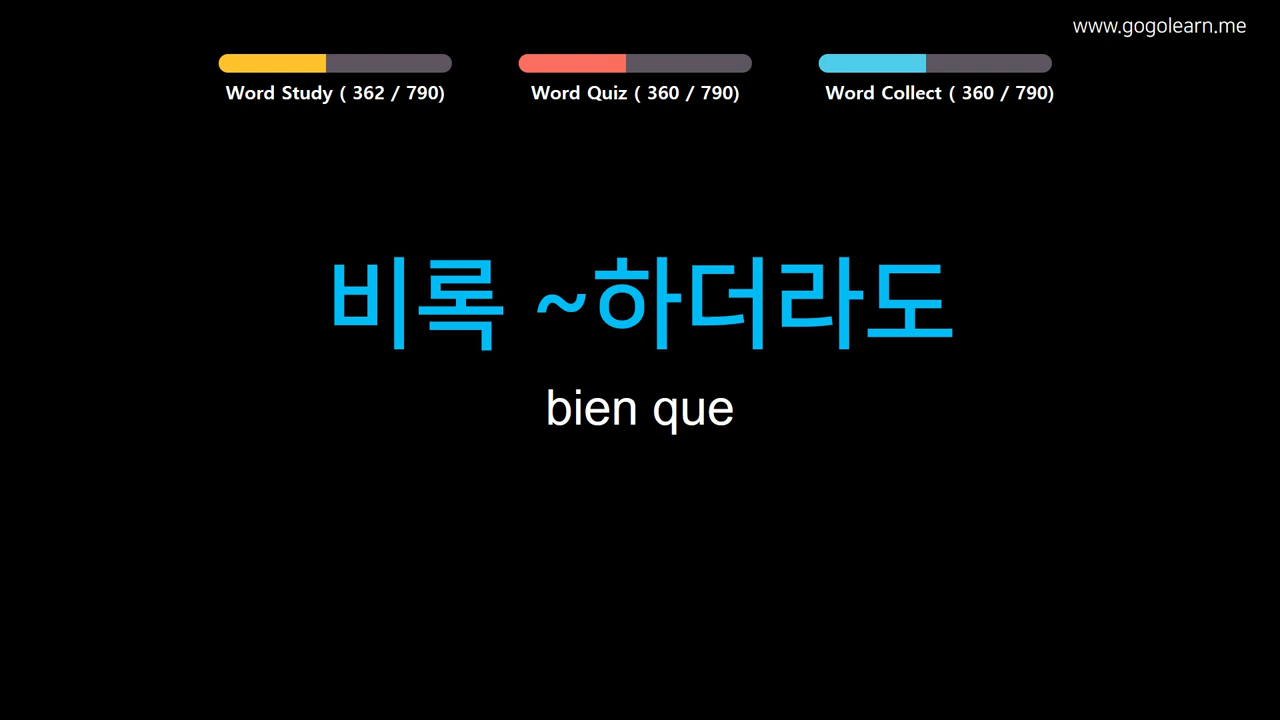 www.gogolearn.me
Word Study ( 362 / 790)
Word Quiz ( 360 / 790)
Word Collect ( 360 / 790)
비록 ~하더라도
bien que